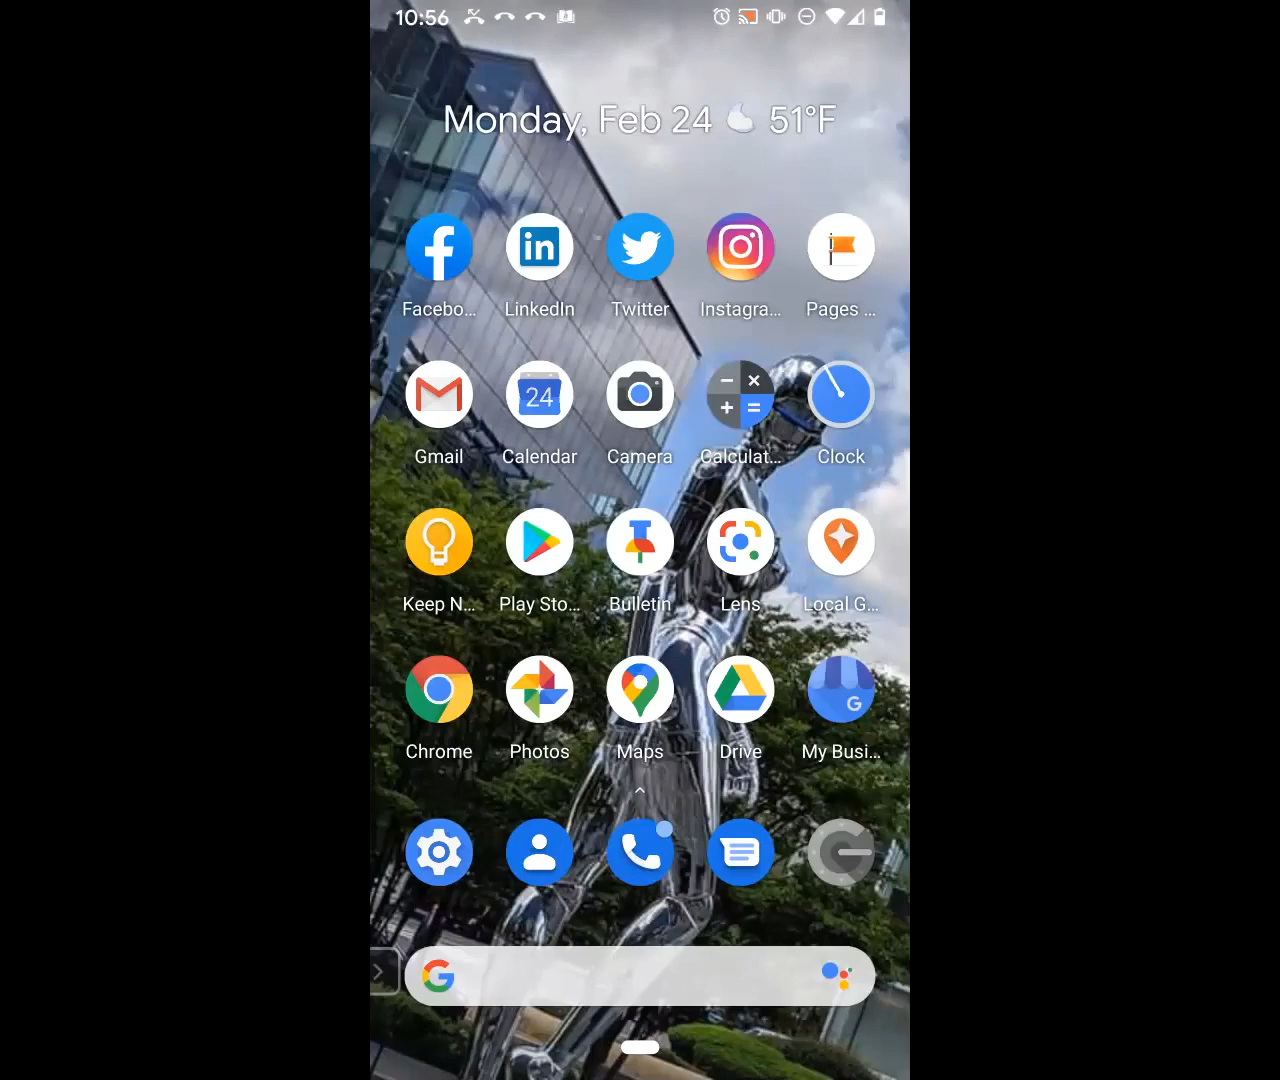 10:56
Monday, Feb 24 51°F
in
Facebo... LinkedIn Twitter Instagra... Pages ...
24
Gmail Calendar Camera Calculat... Clock
Keep N... Play Sto... Bulletin Lens Local G...
G
Chrome Photos Maps Drive My Busi...
G